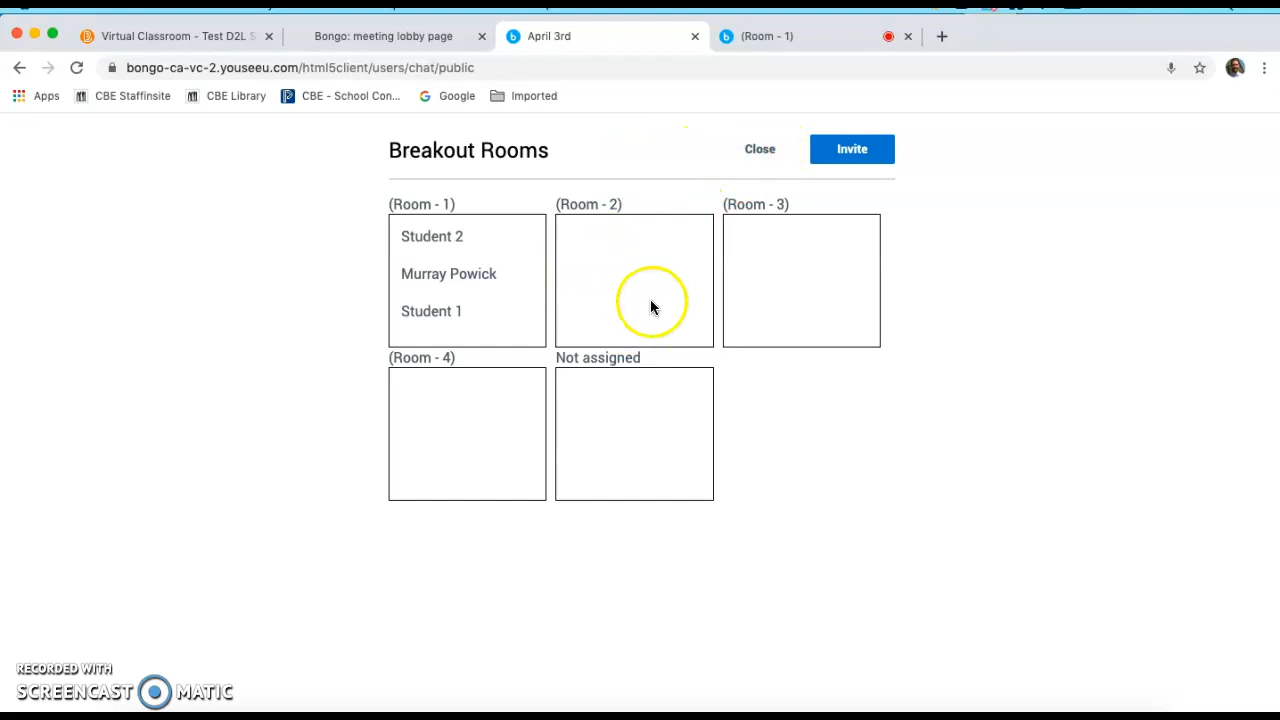 Virtual Classroom - Test D2L S
Bongo: meeting lobby page
April 3rd
(Room - 1)
bongo-ca-vc-2.youseeu.com/html5client/users/chat/public
Apps
CBE Staffinsite
CBE Library
CBE - School Con...
Google
Imported
Breakout Rooms
Close
Invite
(Room - 1)
(Room - 2)
(Room - 3)
Student 2
Murray Powick
Student 1
(Room - 4)
Not assigned
RECORDED WITH
SCREENCAST MATIC